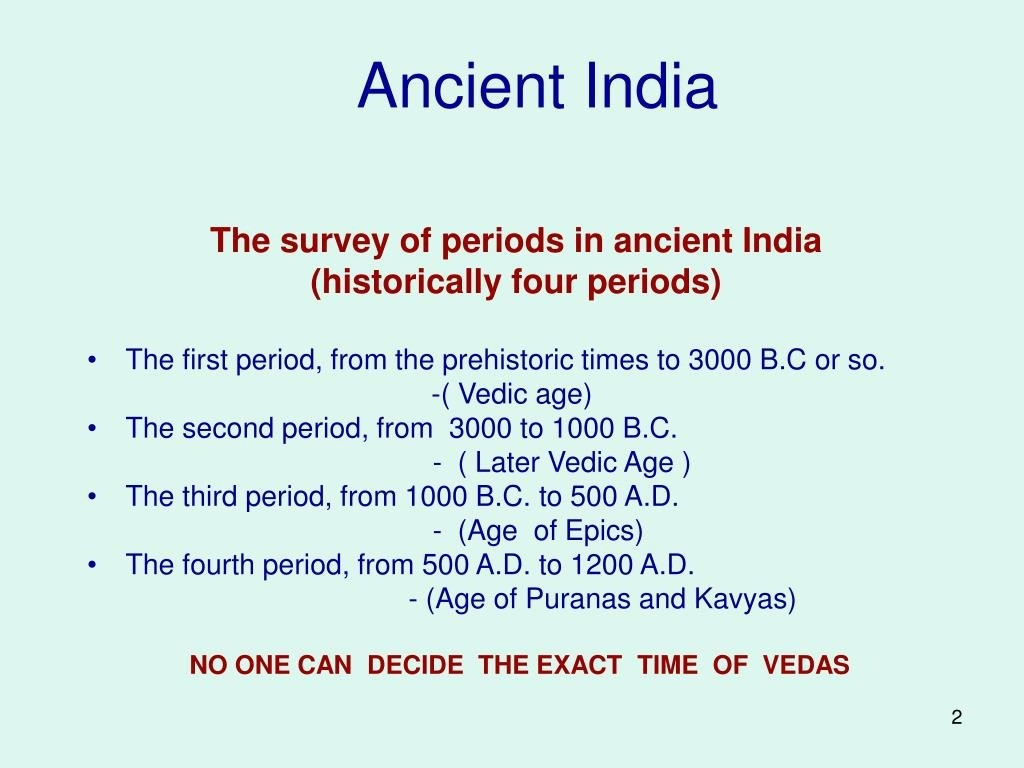 Ancient India
The survey of periods in ancient India
(historically four periods)
• The first period, from the prehistoric times to 3000 B.C or so.
-( Vedic age)
• The second period, from  3000 to 1000 B.C.
-  ( Later Vedic Age )
• The third period, from 1000 B.C. to 500 A.D.
-  (Age  of Epics)
• The fourth period, from 500 A.D. to 1200 A.D.
- (Age of Puranas and Kavyas)
NO ONE CAN  DECIDE  THE EXACT  TIME  OF  VEDAS
2